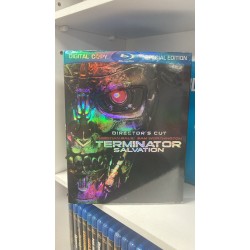 DIGITAL COPY SPECIAL EDITION
DIRECTOR'S CUT
TERMINATOR
SALVATION